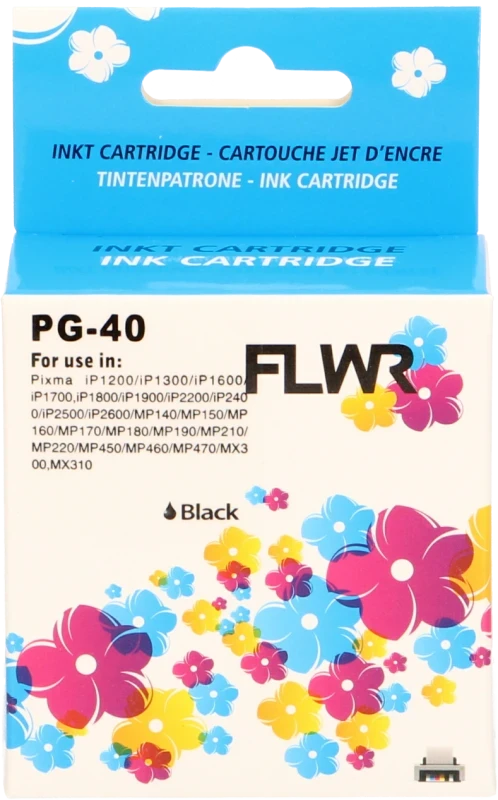 INKT CARTRIDGE - CARTOUCHE JET D'ENCRE
TINTENPATRONE - INK CARTRIDGE
INKT CARTRIDGE
INK CARTRIDGE
PG-40
For use in:
FLWR
Pixma iP1200/iP1300/iP1600/
iP1700,iP1800/iP1900/iP2200/iP240
0/iP2500/iP2600/MP140/MP150/MP
160/MP170/MP180/MP190/MP210/
MP220/MP450/MP460/MP470/MX3
00,MX310
Black